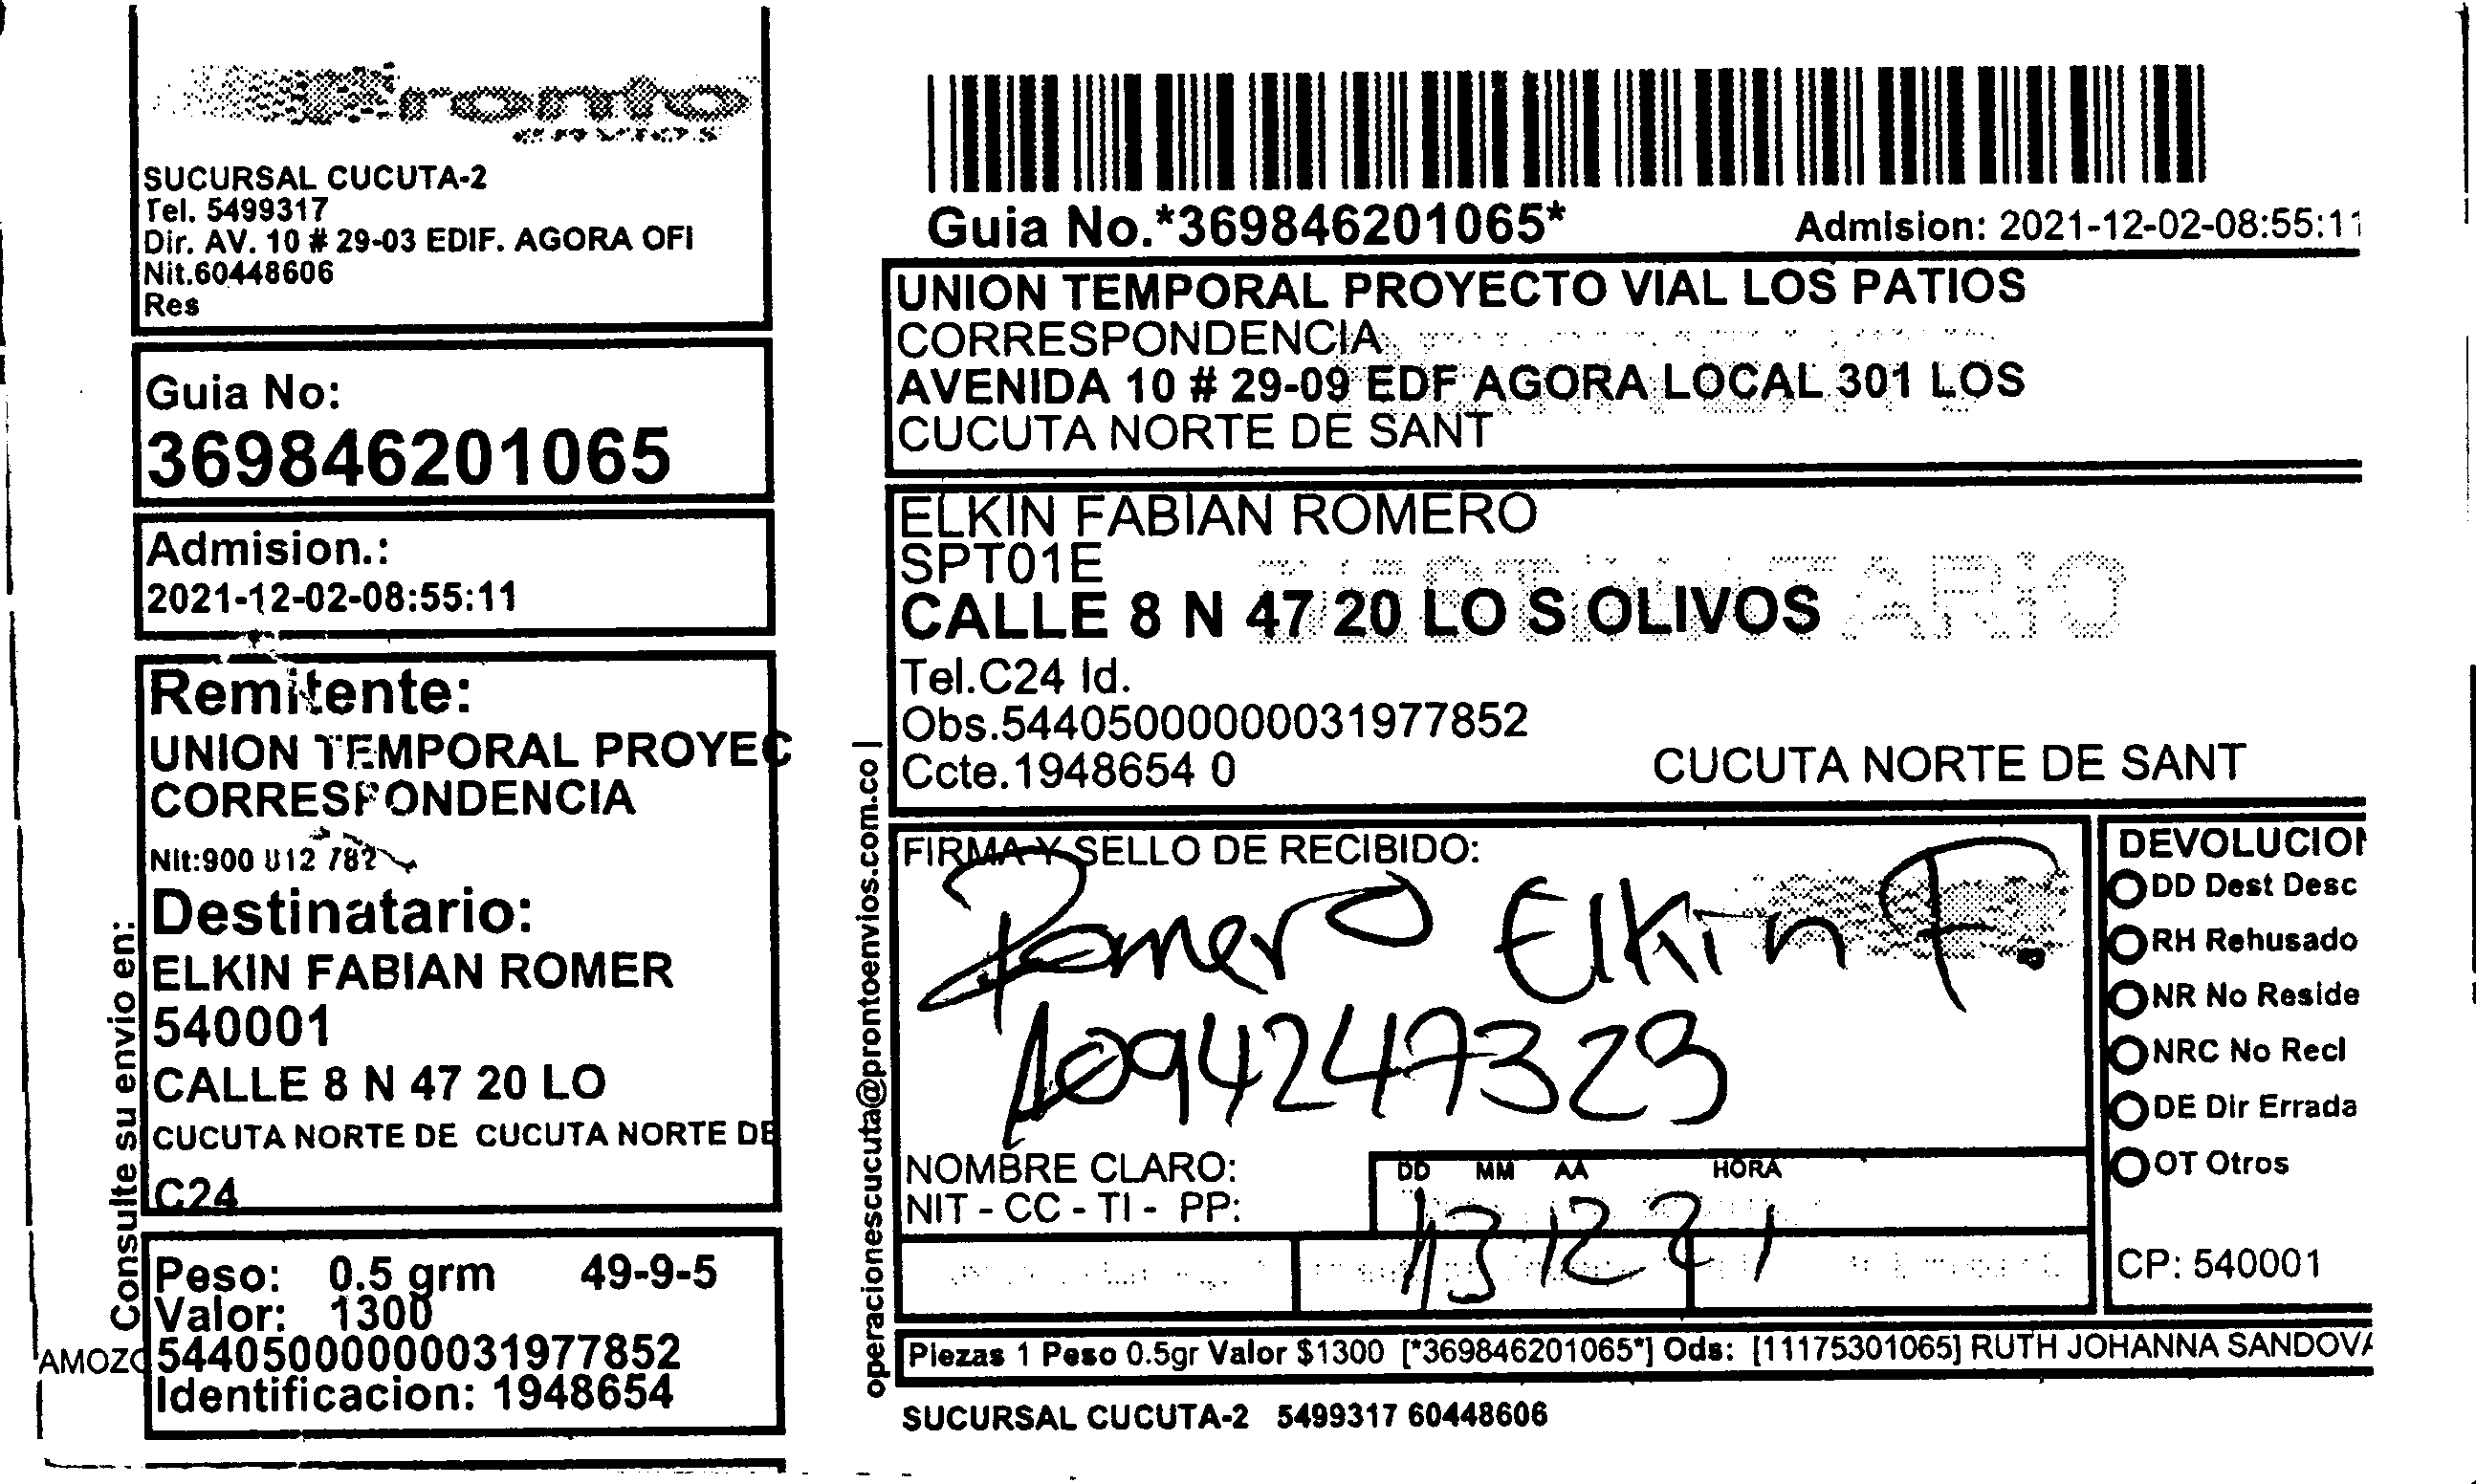 Pronto
envios
SUCURSAL CUCUTA-2
Tel. 5499317
Dir. AV. 10 # 29-03 EDIF. AGORA OFI
Nit.60448606
Res
Guia No:
369846201065
Admision.:
2021-12-02-08:55:11
Remitente:
UNION TEMPORAL PROYEC
CORRESPONDENCIA
Nit:900 012 782
Destinatario:
ELKIN FABIAN ROMER
540001
CALLE 8 N 47 20 LO
CUCUTA NORTE DE CUCUTA NORTE DE
C24
Peso: 0.5 grm 49-9-5
Valor: 1300
544050000000031977852
Identificacion: 1948654
Consulte su envio en:
operacionescucuta@prontoenvios.com.co |
Guia No.*369846201065*
Admision: 2021-12-02-08:55:11
UNION TEMPORAL PROYECTO VIAL LOS PATIOS
CORRESPONDENCIA
AVENIDA 10 # 29-09 EDF AGORA LOCAL 301 LOS
CUCUTA NORTE DE SANT
ELKIN FABIAN ROMERO
SPT01E
DESTINATARIO
CALLE 8 N 47 20 LO S OLIVOS
Tel.C24 Id.
Obs.544050000000031977852
Ccte.1948654 0
CUCUTA NORTE DE SANT
FIRMA Y SELLO DE RECIBIDO:
Romero Elkin F.
1094247323
NOMBRE CLARO:
NIT - CC - TI - PP:
DD MM AA HORA
13 12 21
DEVOLUCION
DD Dest Desc
RH Rehusado
NR No Reside
NRC No Recl
DE Dir Errada
OT Otros
CP: 540001
Piezas 1 Peso 0.5gr Valor $1300 [*369846201065*] Ods: [11175301065] RUTH JOHANNA SANDOVA
SUCURSAL CUCUTA-2 5499317 60448606